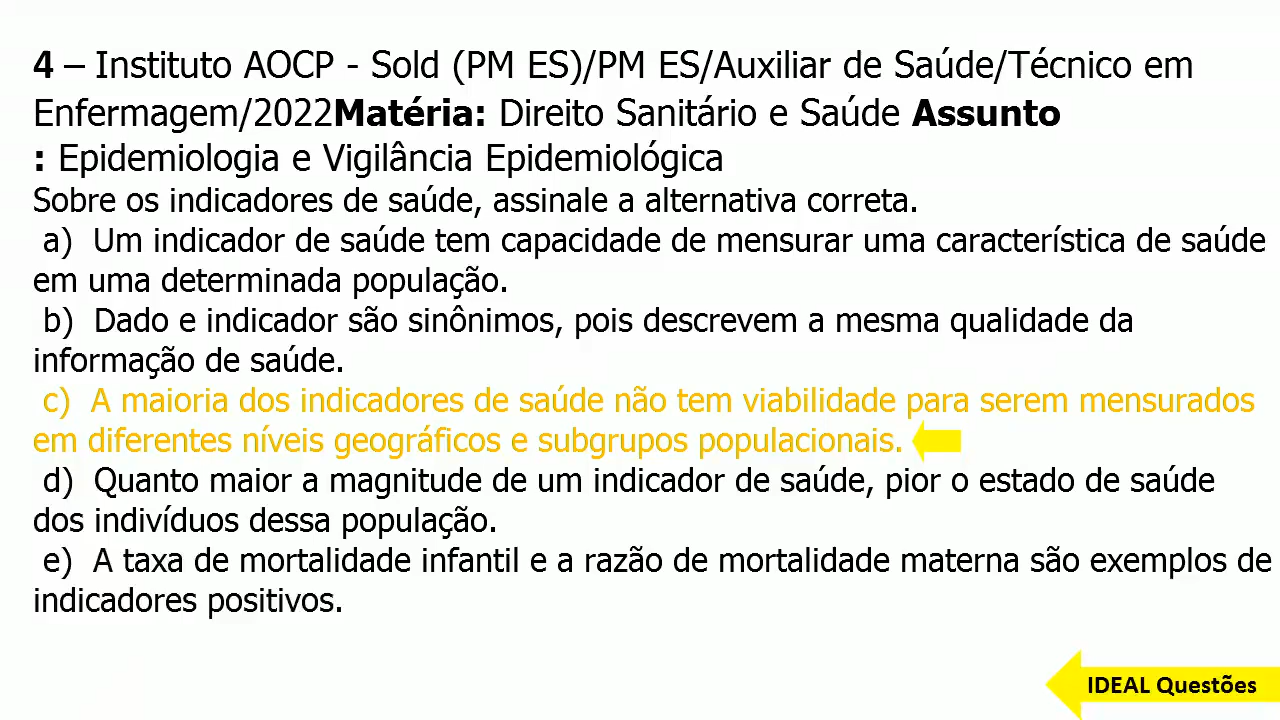 4 – Instituto AOCP - Sold (PM ES)/PM ES/Auxiliar de Saúde/Técnico em
Enfermagem/2022Matéria: Direito Sanitário e Saúde Assunto
: Epidemiologia e Vigilância Epidemiológica
Sobre os indicadores de saúde, assinale a alternativa correta.
a) Um indicador de saúde tem capacidade de mensurar uma característica de saúde
em uma determinada população.
b) Dado e indicador são sinônimos, pois descrevem a mesma qualidade da
informação de saúde.
c) A maioria dos indicadores de saúde não tem viabilidade para serem mensurados
em diferentes níveis geográficos e subgrupos populacionais.
d) Quanto maior a magnitude de um indicador de saúde, pior o estado de saúde
dos indivíduos dessa população.
e) A taxa de mortalidade infantil e a razão de mortalidade materna são exemplos de
indicadores positivos.
IDEAL Questões